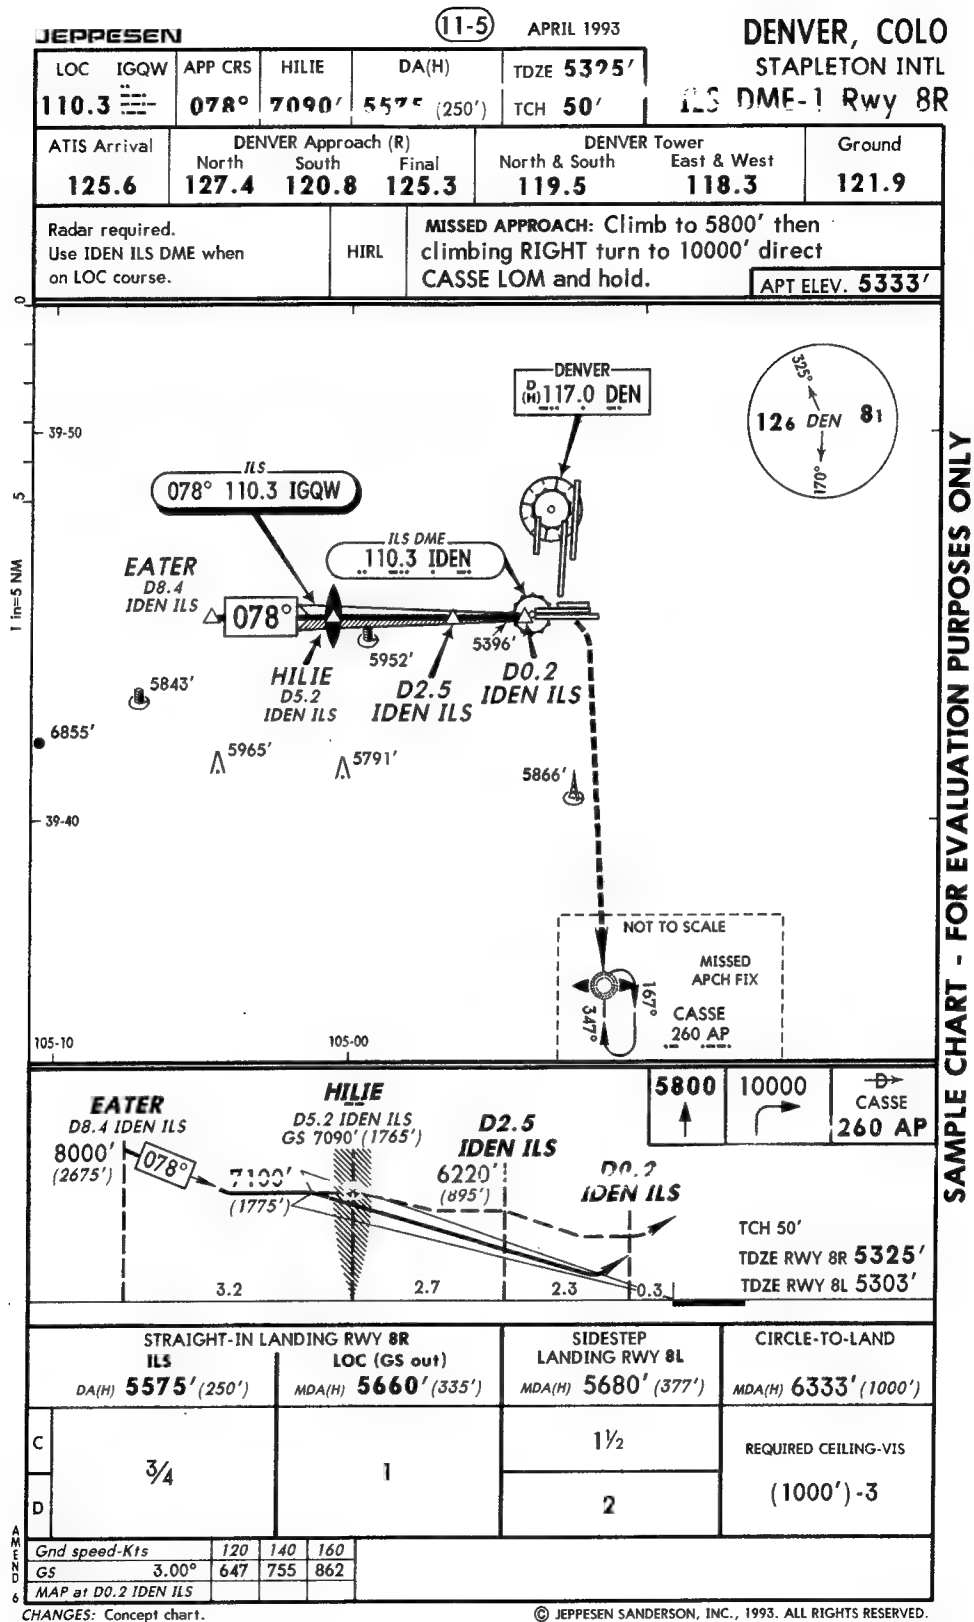 JEPPESEN
11-5
APRIL 1993
DENVER, COLO
STAPLETON INTL
ILS DME-1 Rwy 8R
LOC IGQW
110.3
APP CRS
078°
HILIE
7090′
DA(H)
5575′ (250′)
TDZE 5325′
TCH 50′
ATIS Arrival
125.6
DENVER Approach (R)
North South Final
127.4 120.8 125.3
DENVER Tower
North & South East & West
119.5 118.3
Ground
121.9
Radar required.
Use IDEN ILS DME when
on LOC course.
HIRL
MISSED APPROACH: Climb to 5800′ then
climbing RIGHT turn to 10000′ direct
CASSE LOM and hold.
APT ELEV. 5333′
0
5
1 in=5 NM
39-50
39-40
105-10
105-00
DENVER
D
(H) 117.0 DEN
325°
126 DEN 81
170°
ILS
078° 110.3 IGQW
ILS DME
110.3 IDEN
EATER
D8.4
IDEN ILS
078°
HILIE
D5.2
IDEN ILS
5952′
5396′
D2.5
IDEN ILS
D0.2
IDEN ILS
5843′
6855′
5965′
5791′
5866′
NOT TO SCALE
MISSED
APCH FIX
167°
347°
CASSE
260 AP
SAMPLE CHART - FOR EVALUATION PURPOSES ONLY
EATER
D8.4 IDEN ILS
8000′
(2675′)
078°
7100′
(1775′)
HILIE
D5.2 IDEN ILS
GS 7090′ (1765′)
D2.5
IDEN ILS
6220′
(895′)
D0.2
IDEN ILS
5800
10000
D
CASSE
260 AP
TCH 50′
TDZE RWY 8R 5325′
TDZE RWY 8L 5303′
3.2
2.7
2.3
0.3
STRAIGHT-IN LANDING RWY 8R
ILS
DA(H) 5575′ (250′)
LOC (GS out)
MDA(H) 5660′ (335′)
SIDESTEP
LANDING RWY 8L
MDA(H) 5680′ (377′)
CIRCLE-TO-LAND
MDA(H) 6333′ (1000′)
C
D
3/4
1
1½
2
REQUIRED CEILING-VIS
(1000′) -3
Gnd speed-Kts 120 140 160
GS 3.00° 647 755 862
MAP at D0.2 IDEN ILS
AMEND 6
CHANGES: Concept chart.
© JEPPESEN SANDERSON, INC., 1993. ALL RIGHTS RESERVED.